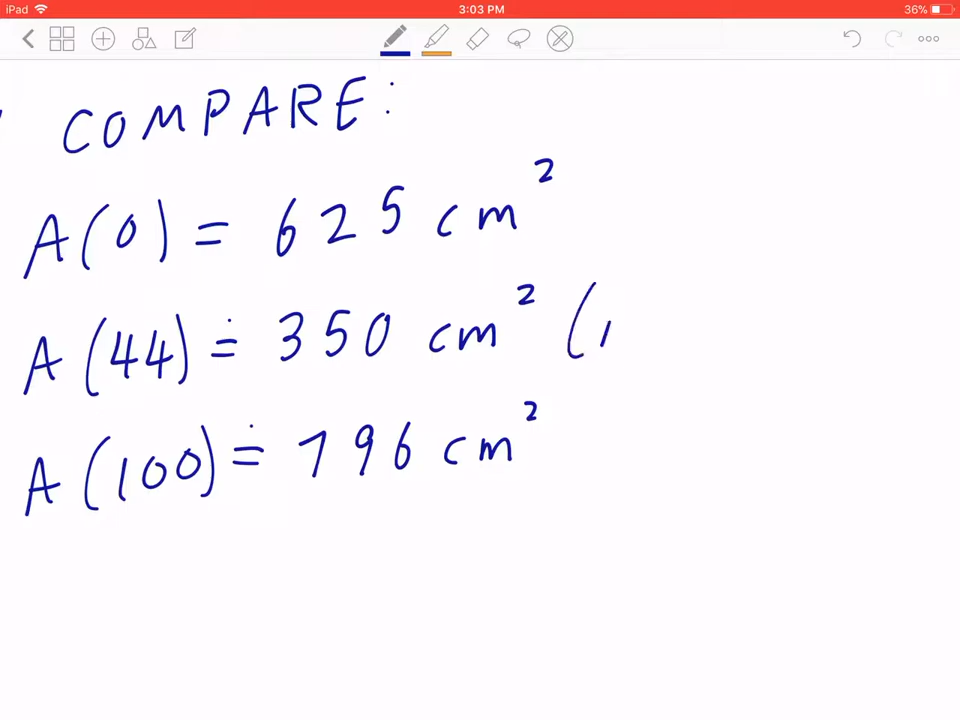 iPad 3:03 PM 36%
COMPARE:
A(0) = 625 cm²
A(44) ≐ 350 cm² (
A(100) ≐ 796 cm²